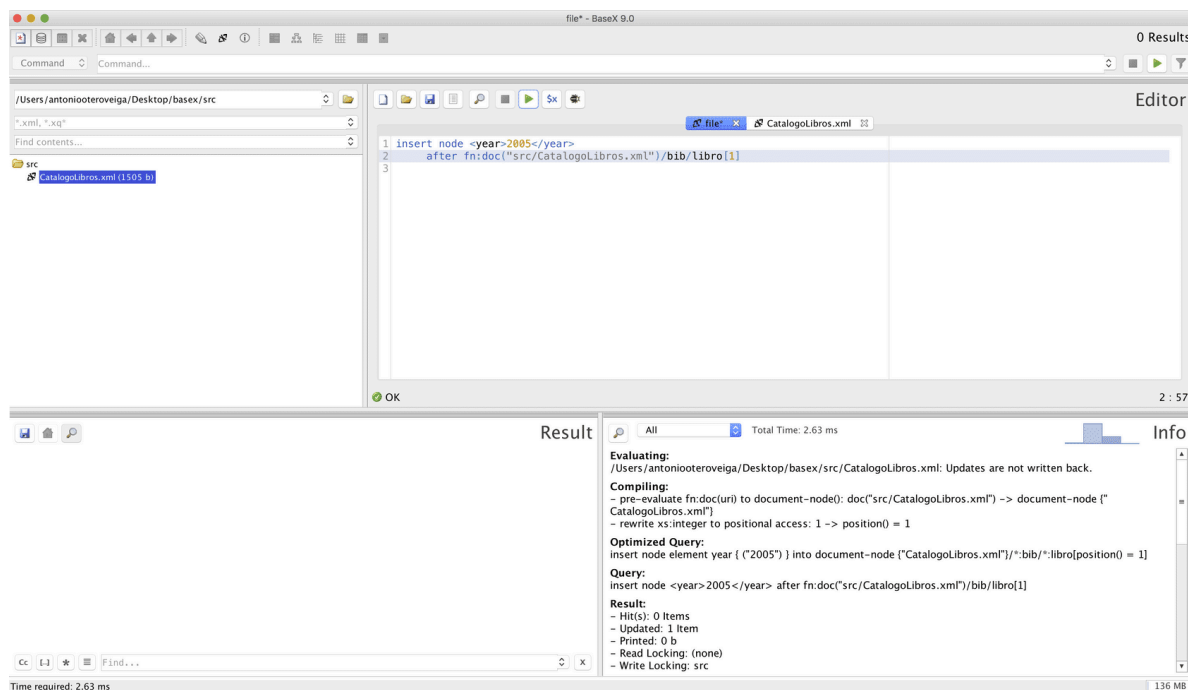 file* - BaseX 9.0
0 Results
Command
Command...
/Users/antoniooteroveiga/Desktop/basex/src
*.xml, *.xq*
Find contents...
src
CatalogoLibros.xml (1505 b)
$x
Editor
file*
CatalogoLibros.xml
1 insert node <year>2005</year>
2 after fn:doc("src/CatalogoLibros.xml")/bib/libro[1]
3
OK
2 : 57
Result
All
Total Time: 2.63 ms
Info
Evaluating:
/Users/antoniooteroveiga/Desktop/basex/src/CatalogoLibros.xml: Updates are not written back.
Compiling:
- pre-evaluate fn:doc(uri) to document-node(): doc("src/CatalogoLibros.xml") -> document-node {"
CatalogoLibros.xml"}
- rewrite xs:integer to positional access: 1 -> position() = 1
Optimized Query:
insert node element year { ("2005") } into document-node {"CatalogoLibros.xml"}/*:bib/*:libro[position() = 1]
Query:
insert node <year>2005</year> after fn:doc("src/CatalogoLibros.xml")/bib/libro[1]
Result:
- Hit(s): 0 Items
- Updated: 1 Item
- Printed: 0 b
- Read Locking: (none)
- Write Locking: src
Cc
[..]
*
Find...
X
Time required: 2.63 ms
136 MB